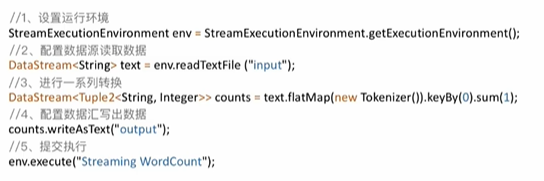 //1、设置运行环境
StreamExecutionEnvironment env = StreamExecutionEnvironment.getExecutionEnvironment();
//2、配置数据源读取数据
DataStream<String> text = env.readTextFile ("input");
//3、进行一系列转换
DataStream<Tuple2<String, Integer>> counts = text.flatMap(new Tokenizer()).keyBy(0).sum(1);
//4、配置数据汇写出数据
counts.writeAsText("output");
//5、提交执行
env.execute("Streaming WordCount");